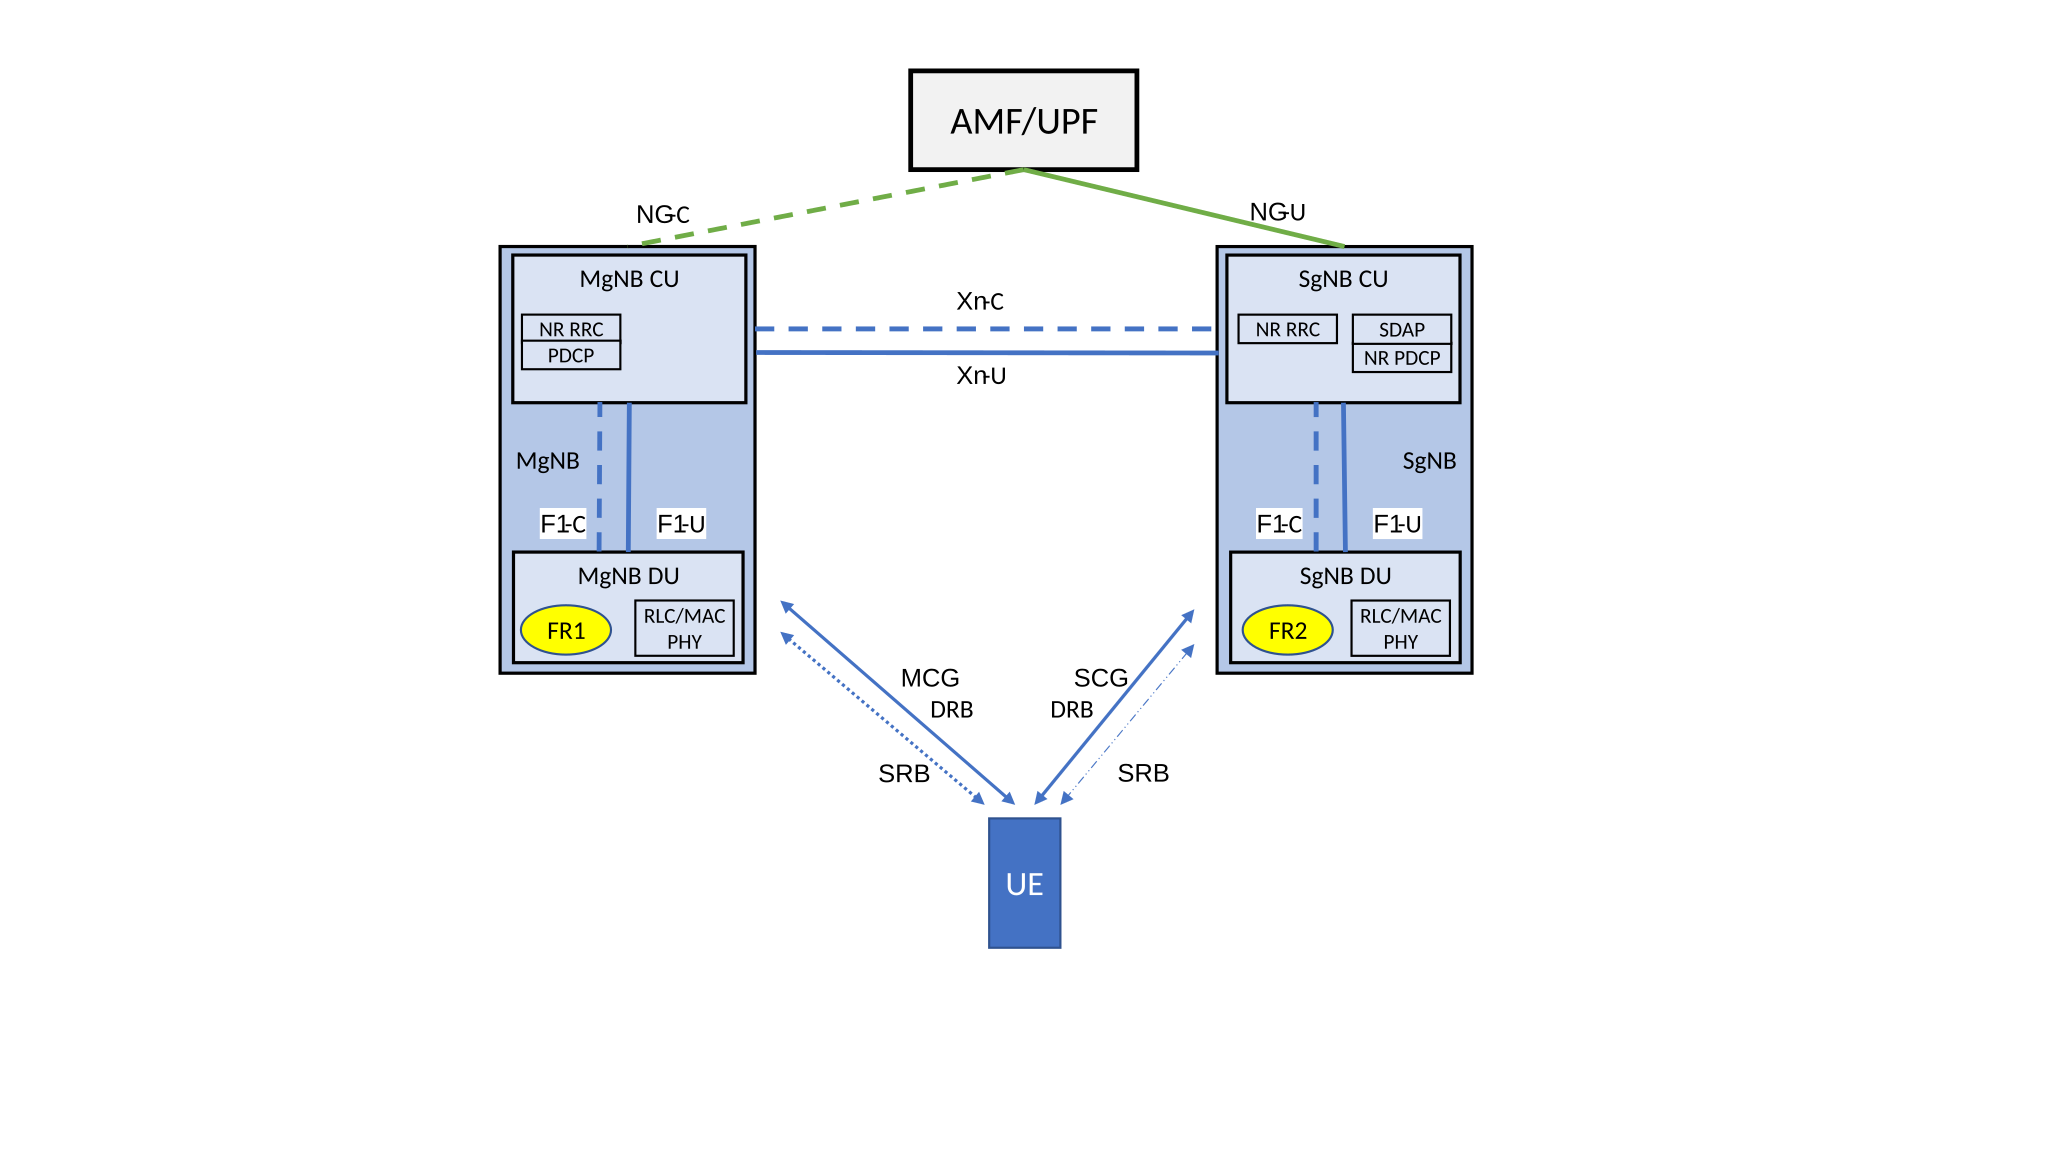 AMF/UPF
NG-C
NG-U
MgNB CU
NR RRC
PDCP
Xn-C
Xn-U
SgNB CU
NR RRC
SDAP
NR PDCP
MgNB
F1-C
F1-U
SgNB
F1-C
F1-U
MgNB DU
FR1
RLC/MAC
PHY
SgNB DU
FR2
RLC/MAC
PHY
MCG
DRB
SCG
DRB
SRB
SRB
UE